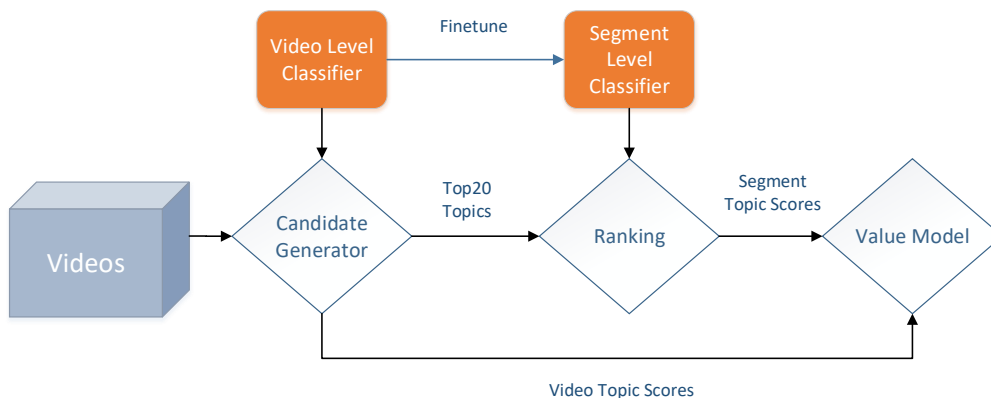 Finetune
Video Level
Classifier
Segment
Level
Classifier
Videos
Candidate
Generator
Top20
Topics
Ranking
Segment
Topic Scores
Value Model
Video Topic Scores